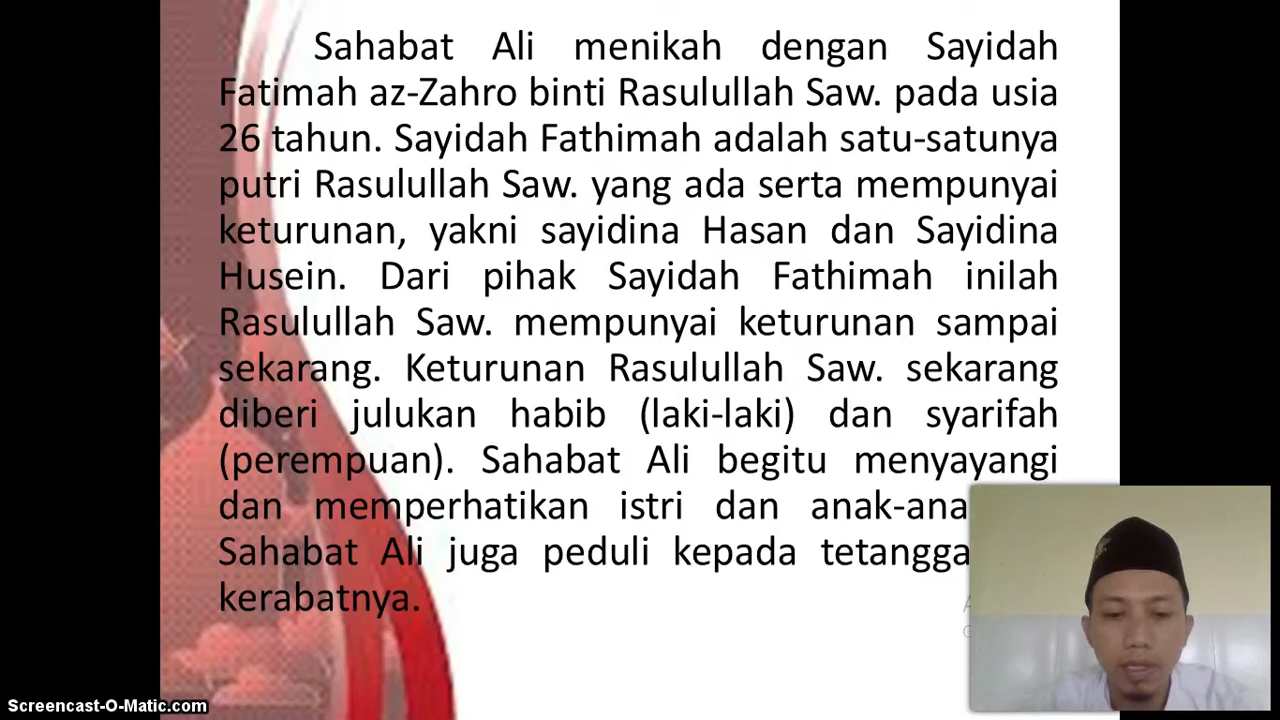 Sahabat Ali menikah dengan Sayidah
Fatimah az-Zahro binti Rasulullah Saw. pada usia
26 tahun. Sayidah Fathimah adalah satu-satunya
putri Rasulullah Saw. yang ada serta mempunyai
keturunan, yakni sayidina Hasan dan Sayidina
Husein. Dari pihak Sayidah Fathimah inilah
Rasulullah Saw. mempunyai keturunan sampai
sekarang. Keturunan Rasulullah Saw. sekarang
diberi julukan habib (laki-laki) dan syarifah
(perempuan). Sahabat Ali begitu menyayangi
dan memperhatikan istri dan
Sahabat Ali juga peduli kepada tetangga
kerabatnya.
Screencast-O-Matic.com